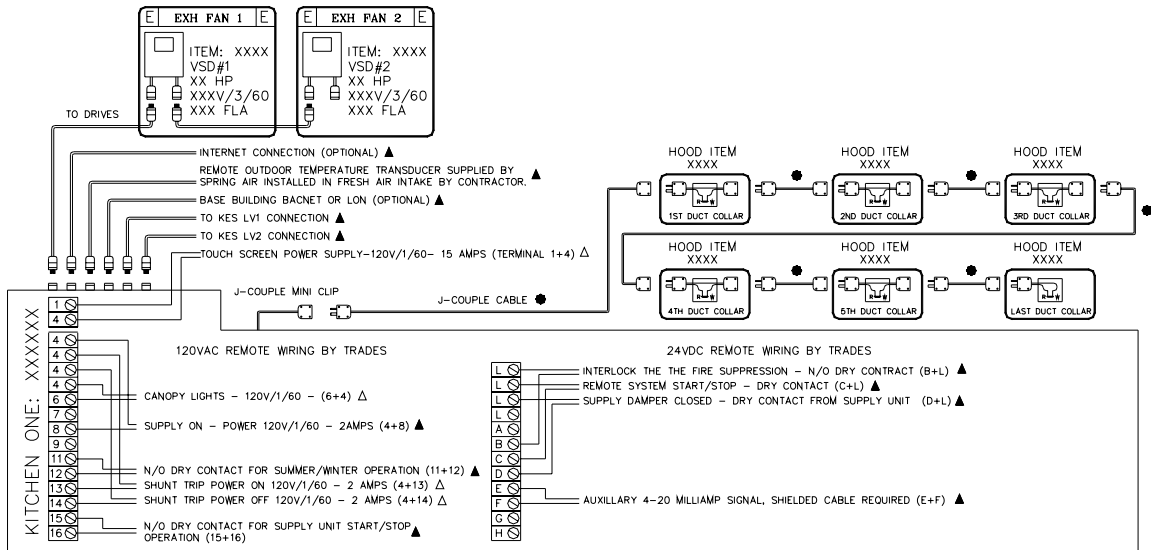 E EXH FAN 1 E
ITEM: XXXX
VSD#1
XX HP
XXXV/3/60
XXX FLA
E EXH FAN 2 E
ITEM: XXXX
VSD#2
XX HP
XXXV/3/60
XXX FLA
TO DRIVES
INTERNET CONNECTION (OPTIONAL)
REMOTE OUTDOOR TEMPERATURE TRANSDUCER SUPPLIED BY
SPRING AIR INSTALLED IN FRESH AIR INTAKE BY CONTRACTOR.
BASE BUILDING BACNET OR LON (OPTIONAL)
TO KES LV1 CONNECTION
TO KES LV2 CONNECTION
TOUCH SCREEN POWER SUPPLY-120V/1/60- 15 AMPS (TERMINAL 1+4)
HOOD ITEM
XXXX
R W
1ST DUCT COLLAR
HOOD ITEM
XXXX
R W
2ND DUCT COLLAR
HOOD ITEM
XXXX
R W
3RD DUCT COLLAR
HOOD ITEM
XXXX
R W
4TH DUCT COLLAR
HOOD ITEM
XXXX
R W
5TH DUCT COLLAR
HOOD ITEM
XXXX
R W
LAST DUCT COLLAR
J-COUPLE MINI CLIP
J-COUPLE CABLE
KITCHEN ONE: XXXXXX
1
4
4
4
4
4
6
7
8
9
11
12
13
14
15
16
120VAC REMOTE WIRING BY TRADES
CANOPY LIGHTS - 120V/1/60 - (6+4)
SUPPLY ON - POWER 120V/1/60 - 2AMPS (4+8)
N/O DRY CONTACT FOR SUMMER/WINTER OPERATION (11+12)
SHUNT TRIP POWER ON 120V/1/60 - 2 AMPS (4+13)
SHUNT TRIP POWER OFF 120V/1/60 - 2 AMPS (4+14)
N/O DRY CONTACT FOR SUPPLY UNIT START/STOP
OPERATION (15+16)
24VDC REMOTE WIRING BY TRADES
L
L
L
L
A
B
C
D
E
F
G
H
INTERLOCK THE THE FIRE SUPPRESSION - N/O DRY CONTRACT (B+L)
REMOTE SYSTEM START/STOP - DRY CONTACT (C+L)
SUPPLY DAMPER CLOSED - DRY CONTACT FROM SUPPLY UNIT (D+L)
AUXILLARY 4-20 MILLIAMP SIGNAL, SHIELDED CABLE REQUIRED (E+F)